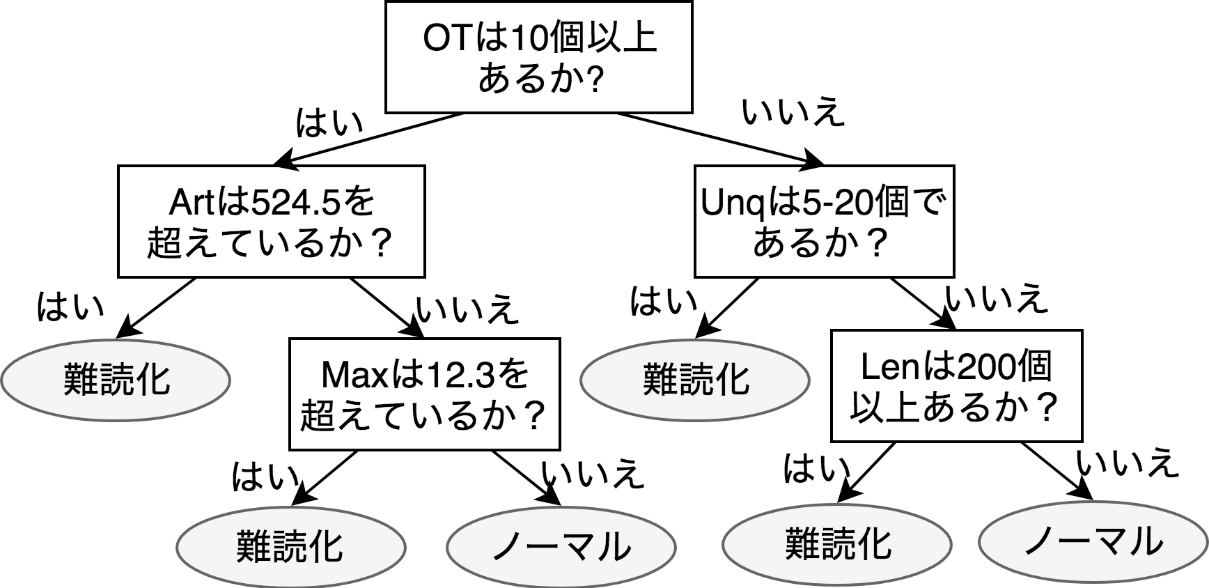 OTは10個以上
あるか?
はい
いいえ
Artは524.5を
超えているか？
Unqは5-20個で
あるか？
はい
いいえ
はい
いいえ
難読化
Maxは12.3を
超えているか？
難読化
Lenは200個
以上あるか？
はい
いいえ
はい
いいえ
難読化
ノーマル
難読化
ノーマル